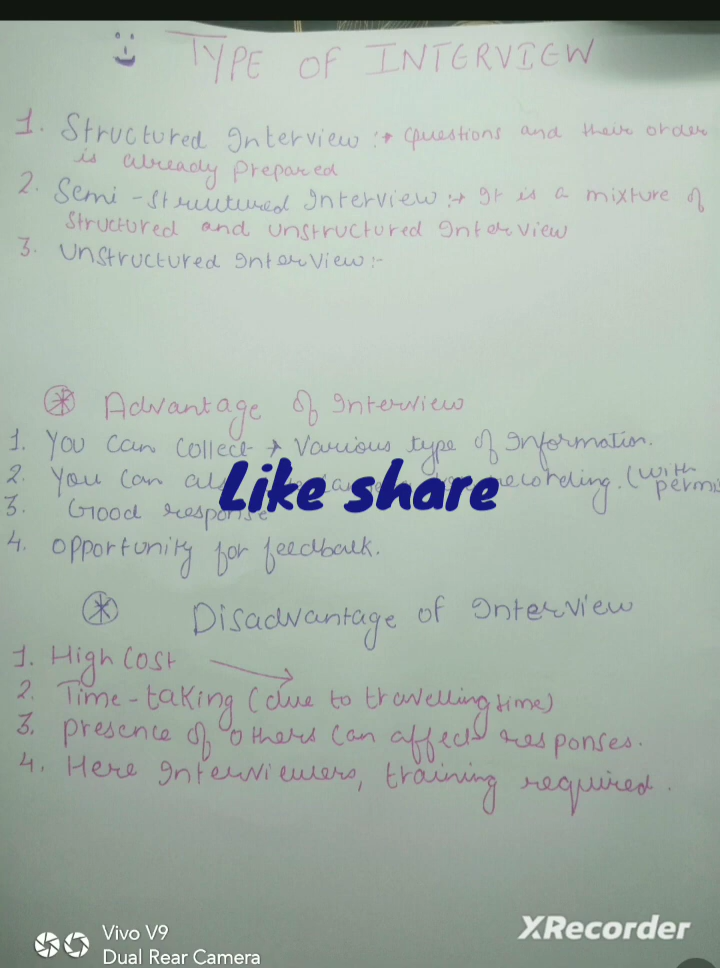 TYPE OF INTERVIEW
1. Structured Interview :→ Questions and their order
is already prepared
2. Semi-Structured Interview :→ It is a mixture of
structured and unstructured Interview
3. Unstructured Interview :-
Advantage of Interview
1. You can collect → Various type of Information.
2. You can recording. (with
permis
3. Good response
Like share
4. opportunity for feedback.
Disadvantage of Interview
1. High Cost
2. Time-taking (due to travelling time)
3. presence of others can affect responses.
4. Here Interviewers, training required.
Vivo V9
Dual Rear Camera
XRecorder